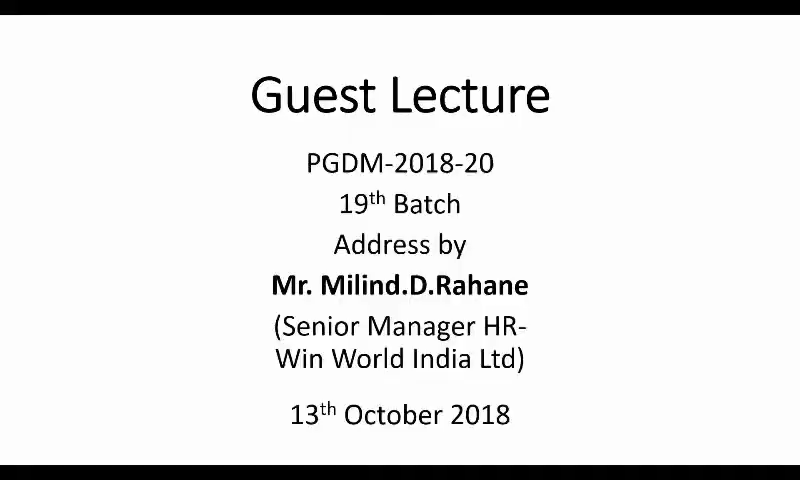 Guest Lecture
PGDM-2018-20
19th Batch
Address by
Mr. Milind.D.Rahane
(Senior Manager HR-
Win World India Ltd)
13th October 2018